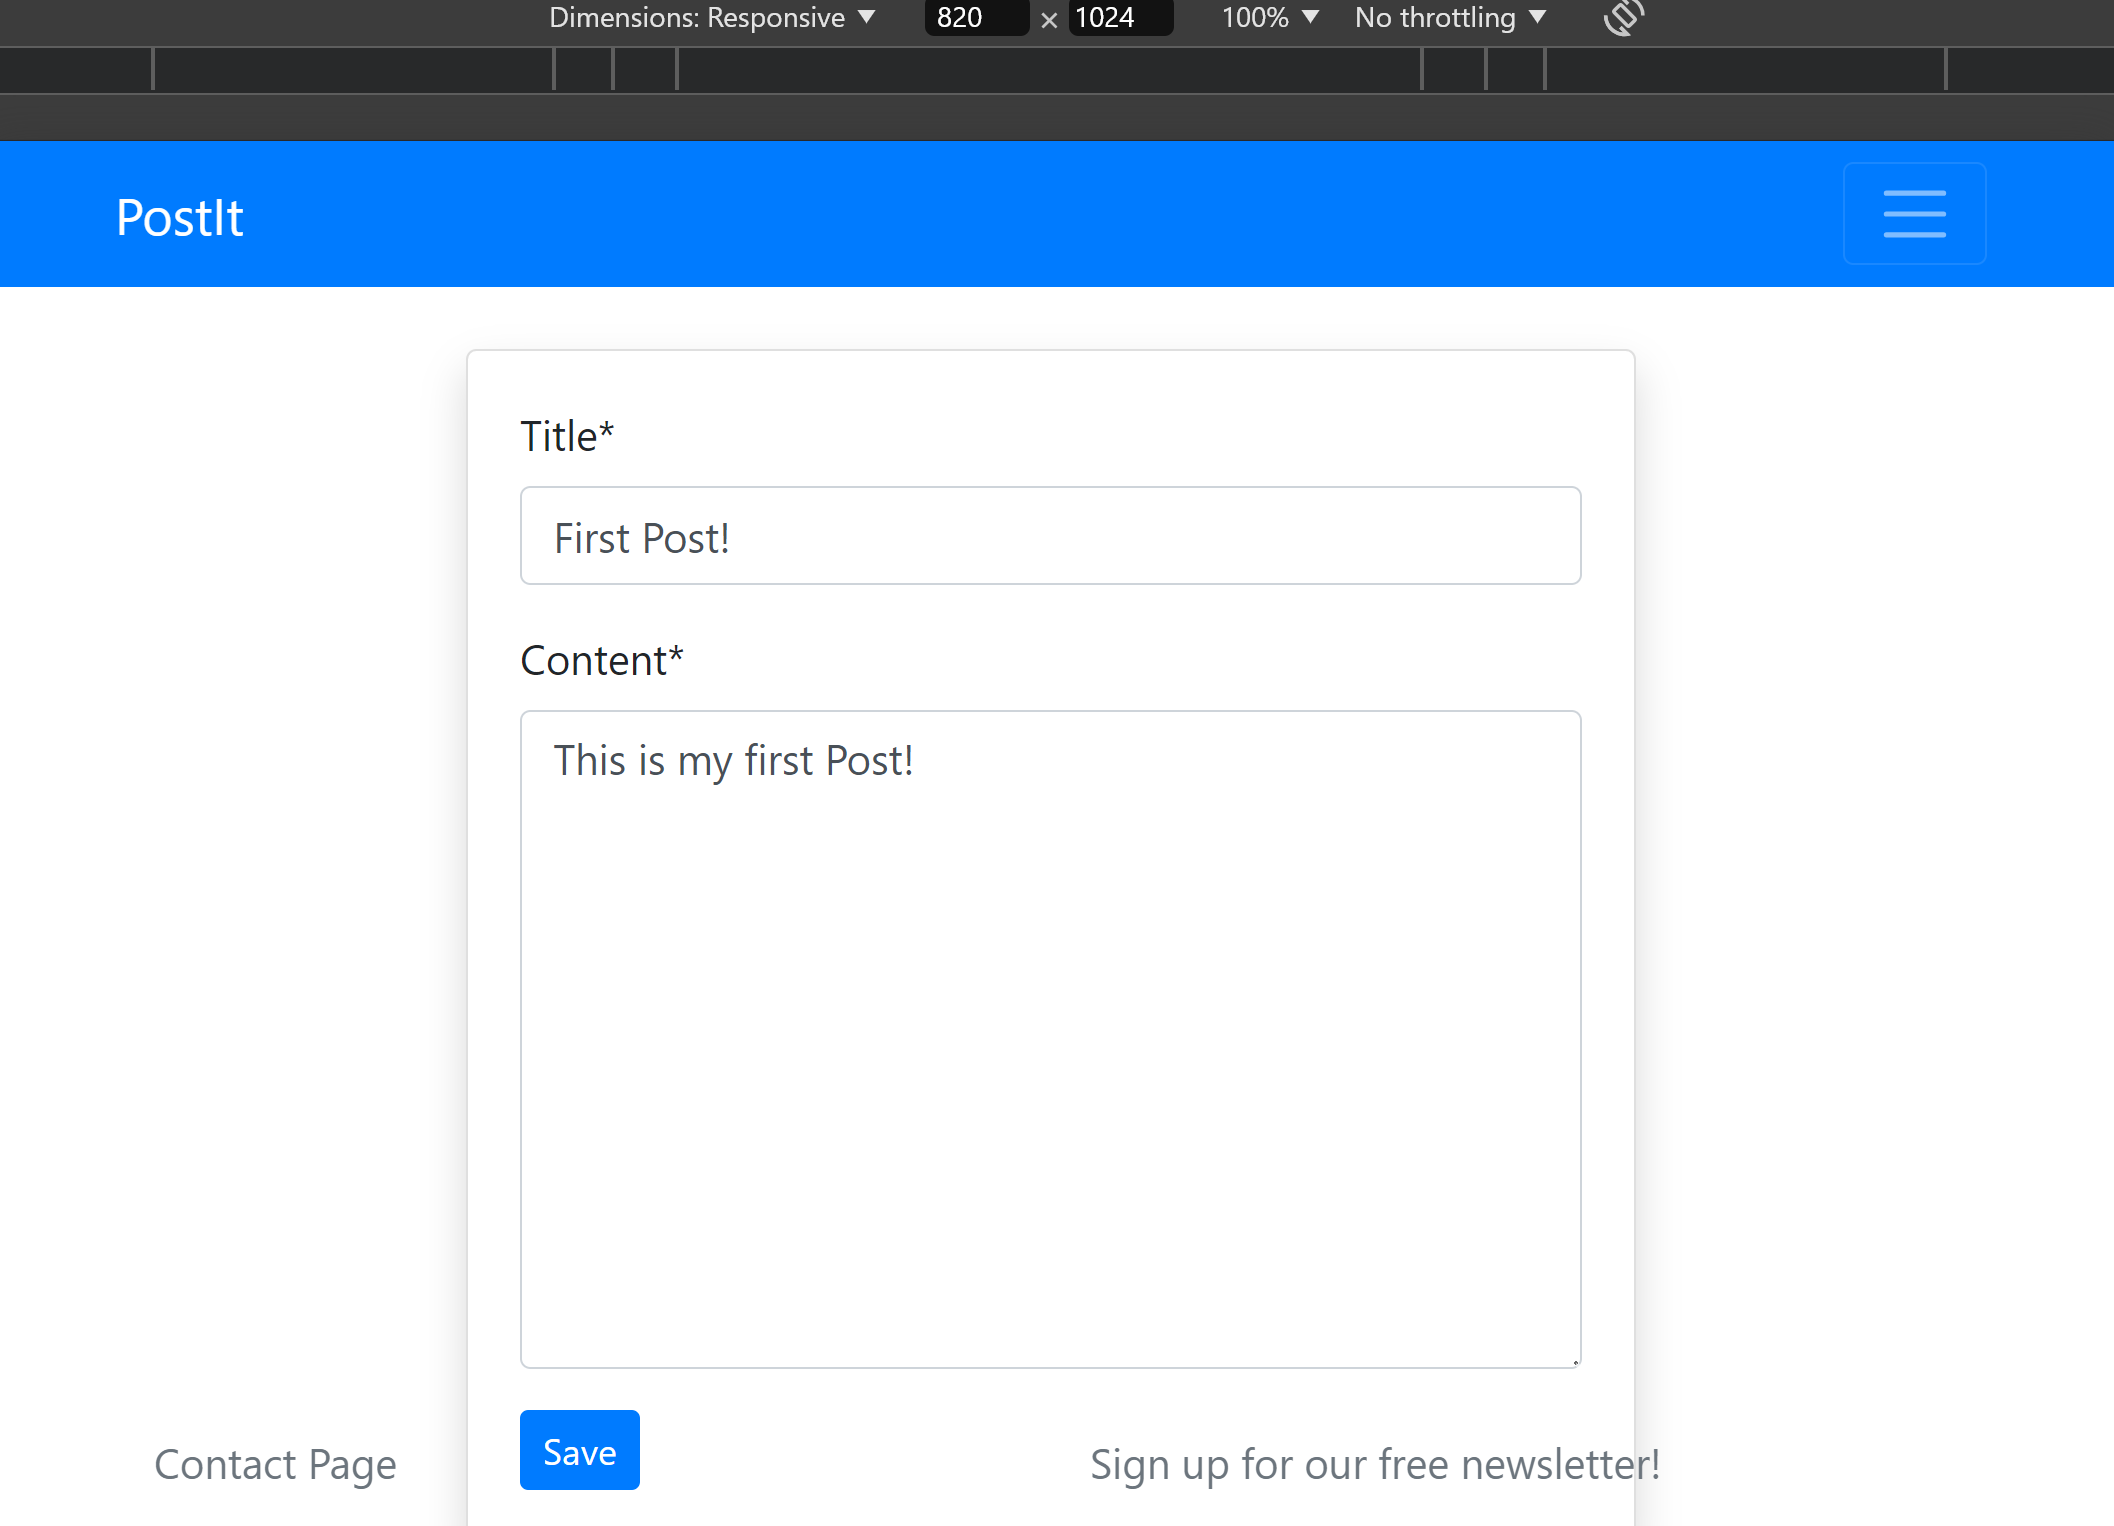 Dimensions: Responsive ▼ 820 × 1024 100% ▼ No throttling ▼
PostIt
Title*
First Post!
Content*
This is my first Post!
Save
Contact Page Sign up for our free newsletter!